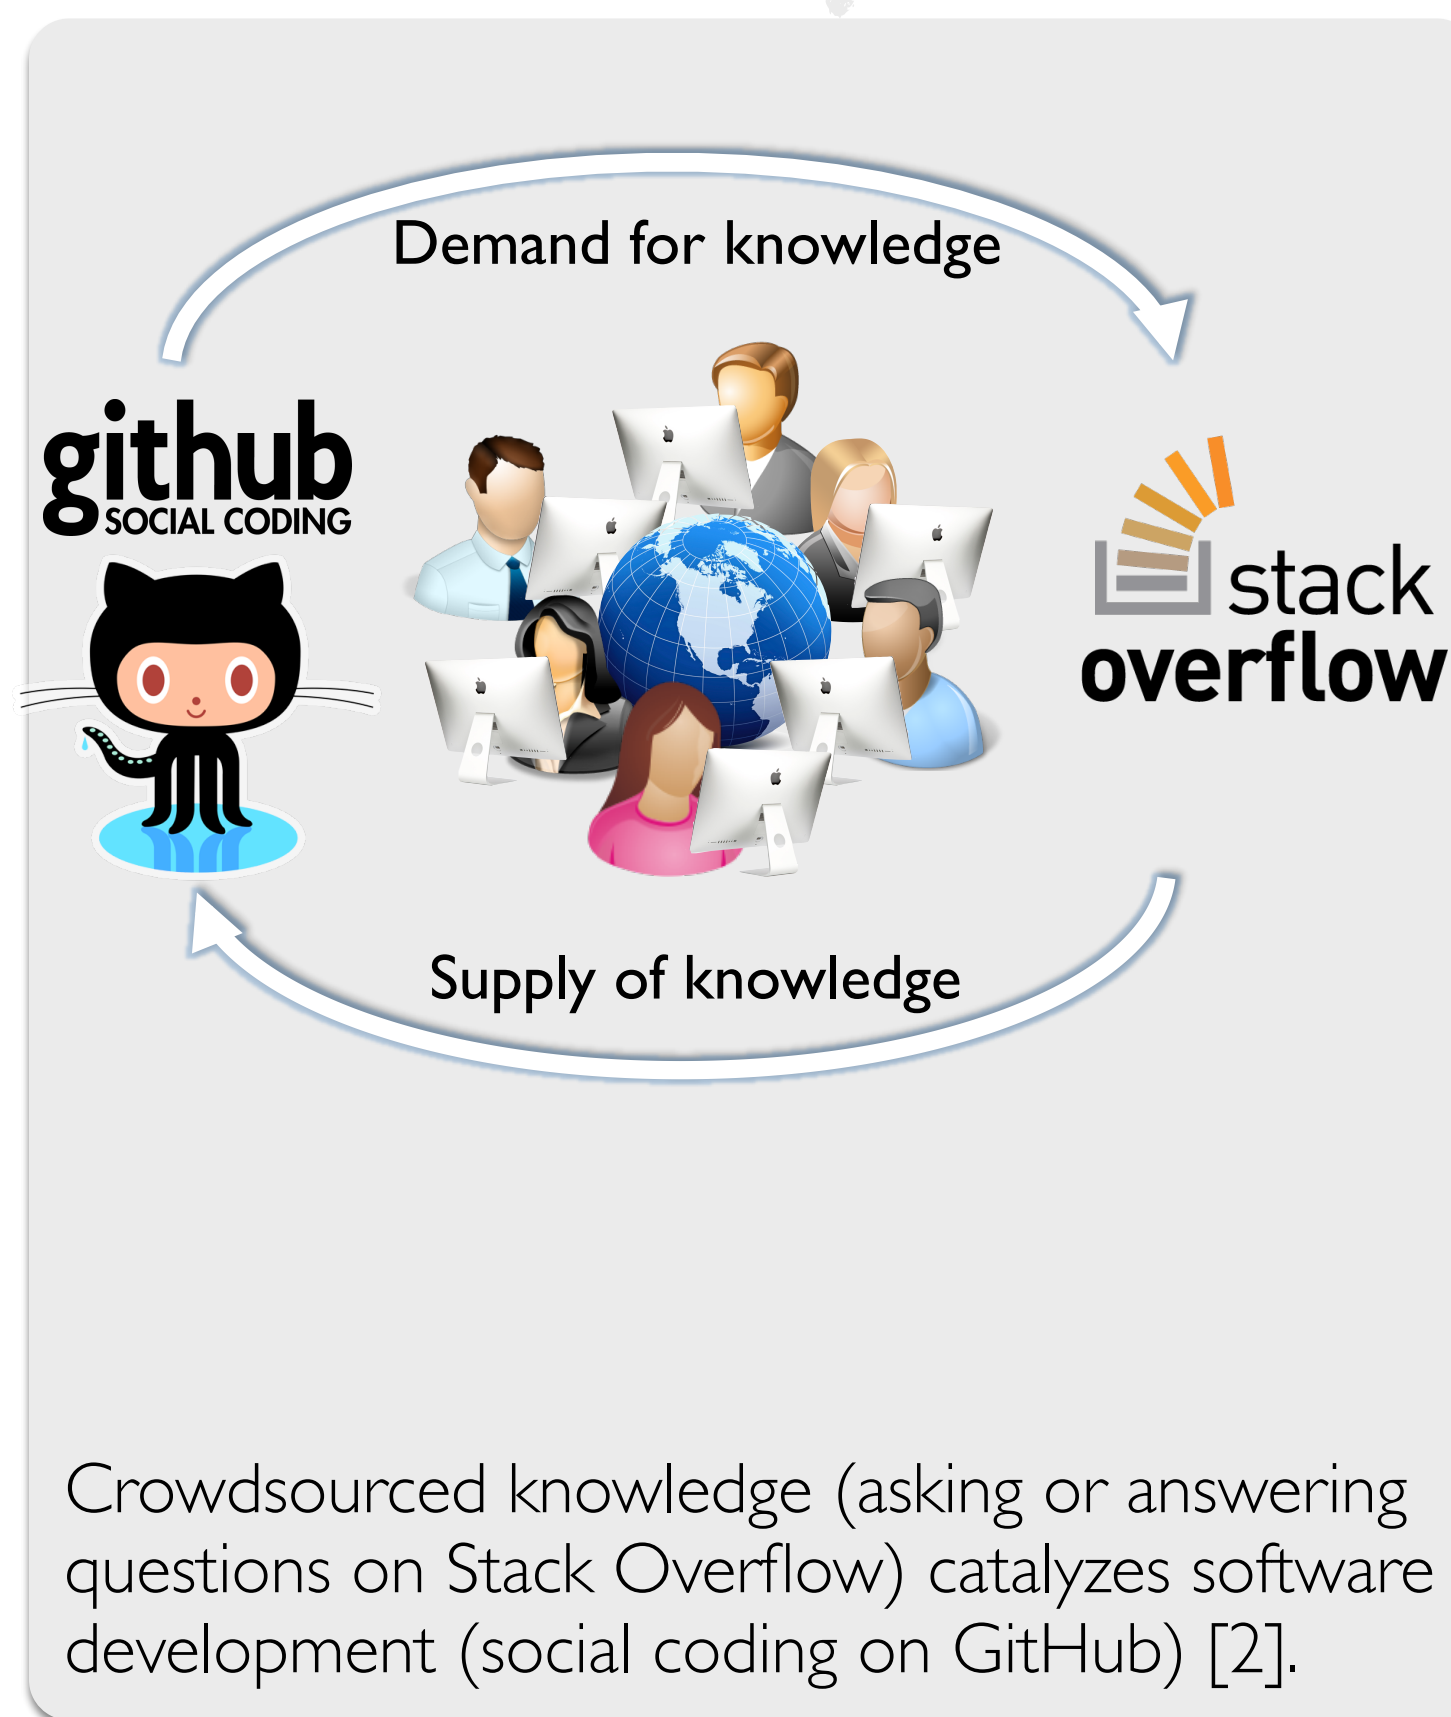 Demand for knowledge
github
SOCIAL CODING
stack
overflow
Supply of knowledge
Crowdsourced knowledge (asking or answering
questions on Stack Overflow) catalyzes software
development (social coding on GitHub) [2].